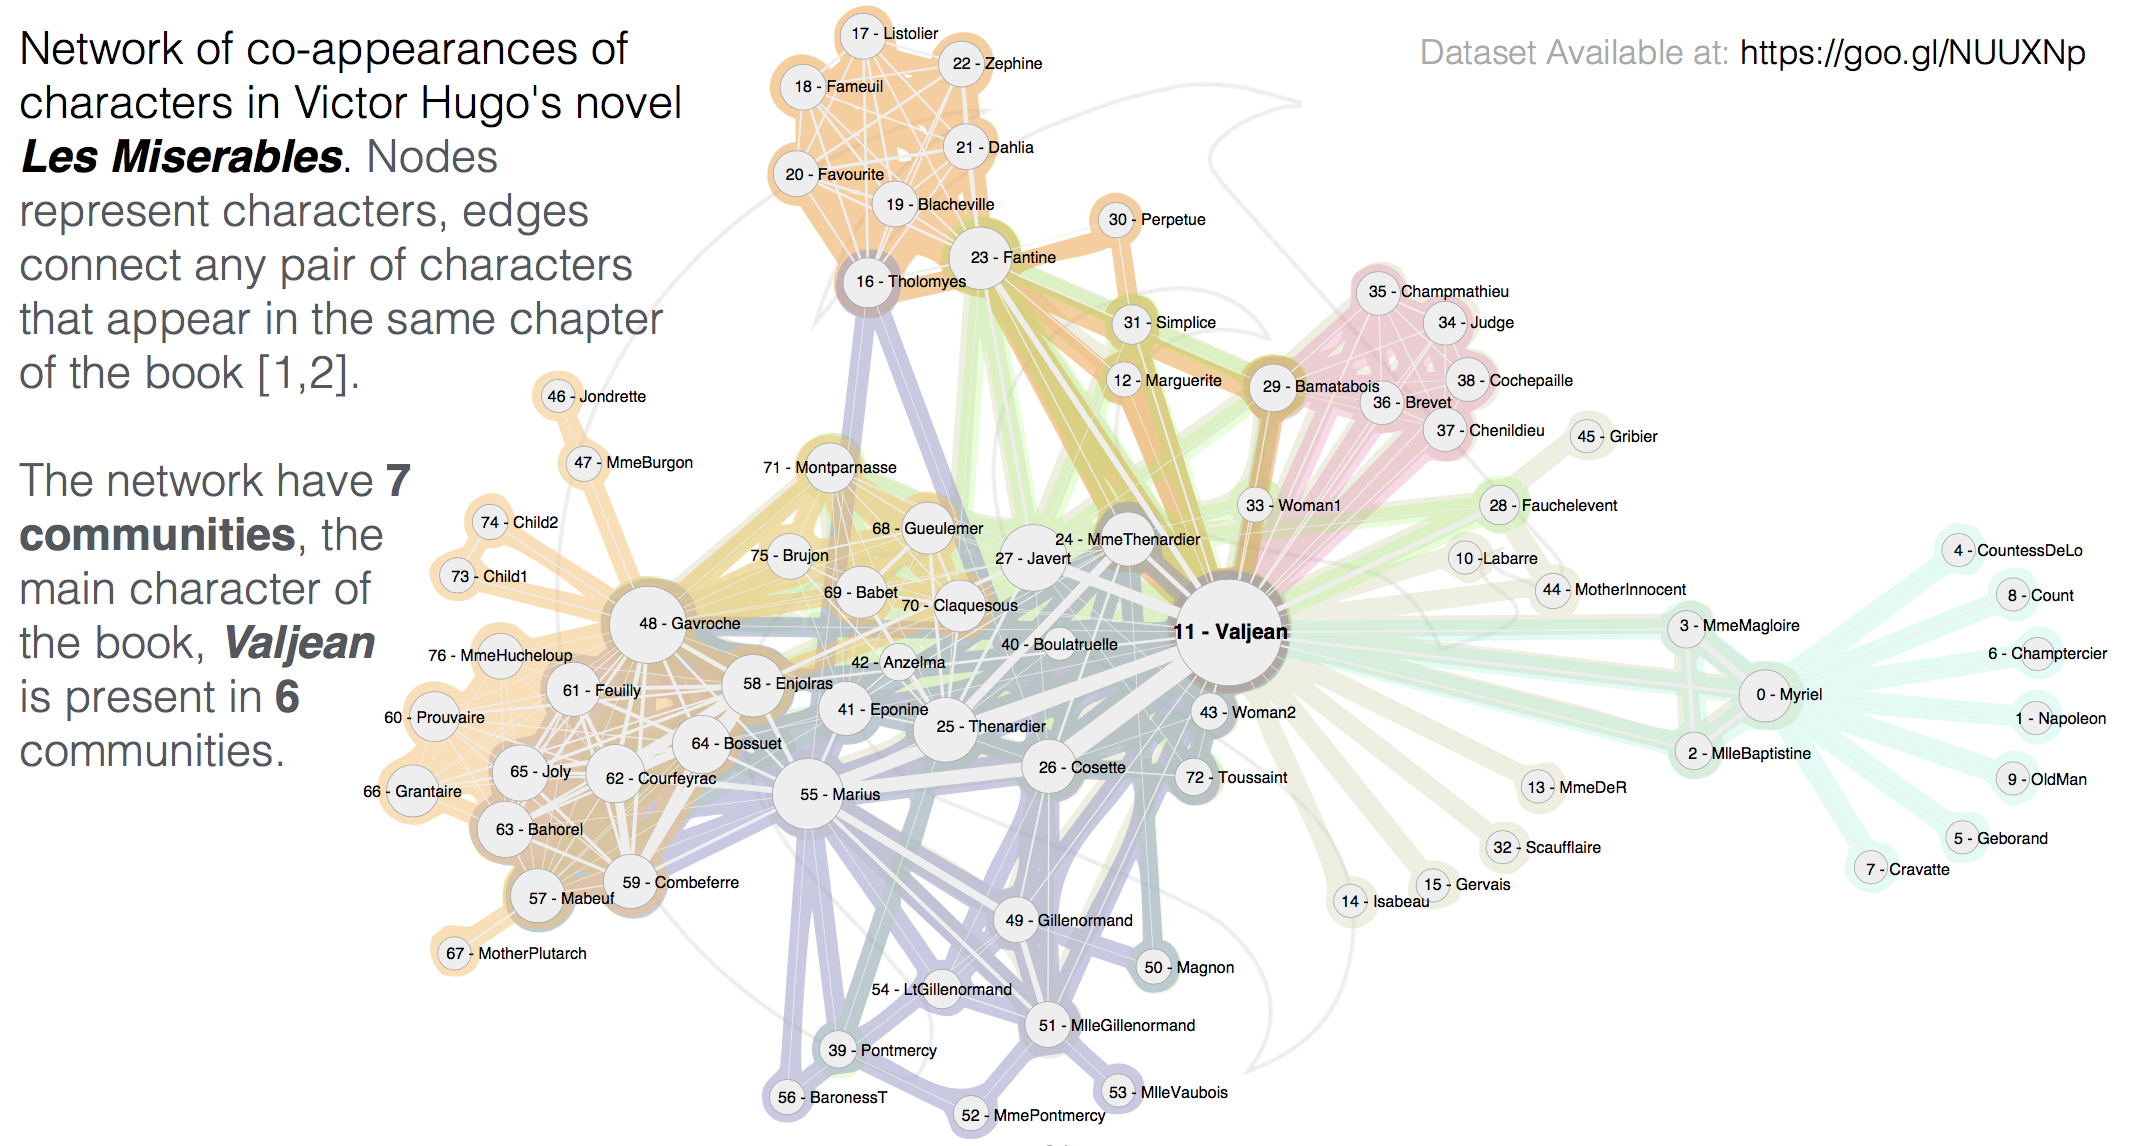 Network of co-appearances of
characters in Victor Hugo's novel
Les Miserables. Nodes
represent characters, edges
connect any pair of characters
that appear in the same chapter
of the book [1,2].
The network have 7
communities, the
main character of
the book, Valjean
is present in 6
communities.
Dataset Available at: https://goo.gl/NUUXNp
17 - Listolier
22 - Zephine
18 - Fameuil
21 - Dahlia
20 - Favourite
19 - Blacheville
30 - Perpetue
23 - Fantine
16 - Tholomyes
35 - Champmathieu
31 - Simplice
34 - Judge
12 - Marguerite
29 - Bamatabois
38 - Cochepaille
36 - Brevet
37 - Chenildieu
45 - Gribier
46 - Jondrette
47 - MmeBurgon
71 - Montparnasse
33 - Woman1
28 - Fauchelevent
74 - Child2
68 - Gueulemer
24 - MmeThenardier
75 - Brujon
27 - Javert
10 -Labarre
4 - CountessDeLo
73 - Child1
69 - Babet
70 - Claquesous
44 - MotherInnocent
8 - Count
48 - Gavroche
11 - Valjean
3 - MmeMagloire
40 - Boulatruelle
76 - MmeHucheloup
42 - Anzelma
6 - Champtercier
61 - Feuilly
58 - Enjolras
0 - Myriel
60 - Prouvaire
41 - Eponine
43 - Woman2
1 - Napoleon
25 - Thenardier
64 - Bossuet
2 - MlleBaptistine
65 - Joly
62 - Courfeyrac
26 - Cosette
72 - Toussaint
9 - OldMan
66 - Grantaire
55 - Marius
13 - MmeDeR
63 - Bahorel
32 - Scaufflaire
5 - Geborand
7 - Cravatte
59 - Combeferre
57 - Mabeuf
15 - Gervais
14 - Isabeau
49 - Gillenormand
67 - MotherPlutarch
50 - Magnon
54 - LtGillenormand
51 - MlleGillenormand
39 - Pontmercy
56 - BaronessT
53 - MlleVaubois
52 - MmePontmercy